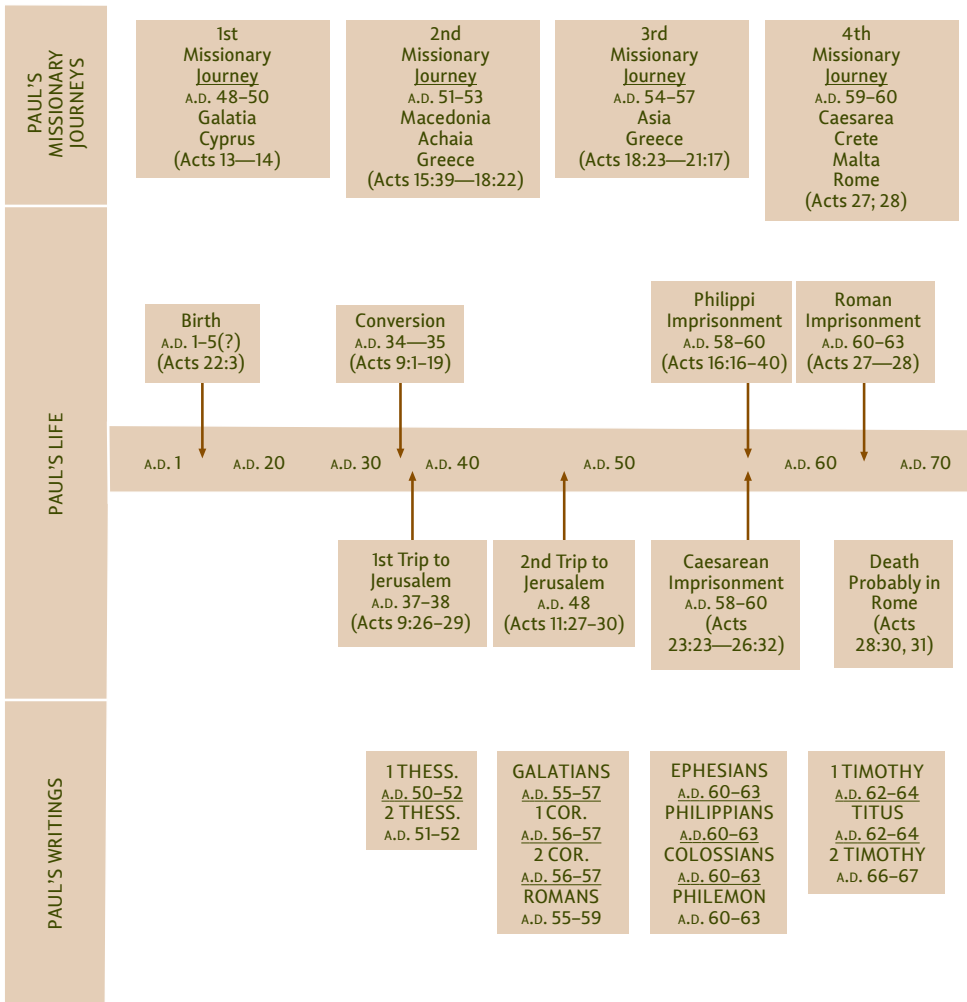 PAUL'S
MISSIONARY
JOURNEYS
1st
Missionary
Journey
A.D. 48–50
Galatia
Cyprus
(Acts 13—14)
2nd
Missionary
Journey
A.D. 51–53
Macedonia
Achaia
Greece
(Acts 15:39—18:22)
3rd
Missionary
Journey
A.D. 54–57
Asia
Greece
(Acts 18:23—21:17)
4th
Missionary
Journey
A.D. 59–60
Caesarea
Crete
Malta
Rome
(Acts 27; 28)
PAUL'S LIFE
Birth
A.D. 1–5(?)
(Acts 22:3)
Conversion
A.D. 34—35
(Acts 9:1–19)
Philippi
Imprisonment
A.D. 58–60
(Acts 16:16–40)
Roman
Imprisonment
A.D. 60–63
(Acts 27—28)
A.D. 1
A.D. 20
A.D. 30
A.D. 40
A.D. 50
A.D. 60
A.D. 70
1st Trip to
Jerusalem
A.D. 37–38
(Acts 9:26–29)
2nd Trip to
Jerusalem
A.D. 48
(Acts 11:27–30)
Caesarean
Imprisonment
A.D. 58–60
(Acts
23:23—26:32)
Death
Probably in
Rome
(Acts
28:30, 31)
PAUL'S WRITINGS
1 THESS.
A.D. 50–52
2 THESS.
A.D. 51–52
GALATIANS
A.D. 55–57
1 COR.
A.D. 56–57
2 COR.
A.D. 56–57
ROMANS
A.D. 55–59
EPHESIANS
A.D. 60–63
PHILIPPIANS
A.D.60–63
COLOSSIANS
A.D. 60–63
PHILEMON
A.D. 60–63
1 TIMOTHY
A.D. 62–64
TITUS
A.D. 62–64
2 TIMOTHY
A.D. 66–67